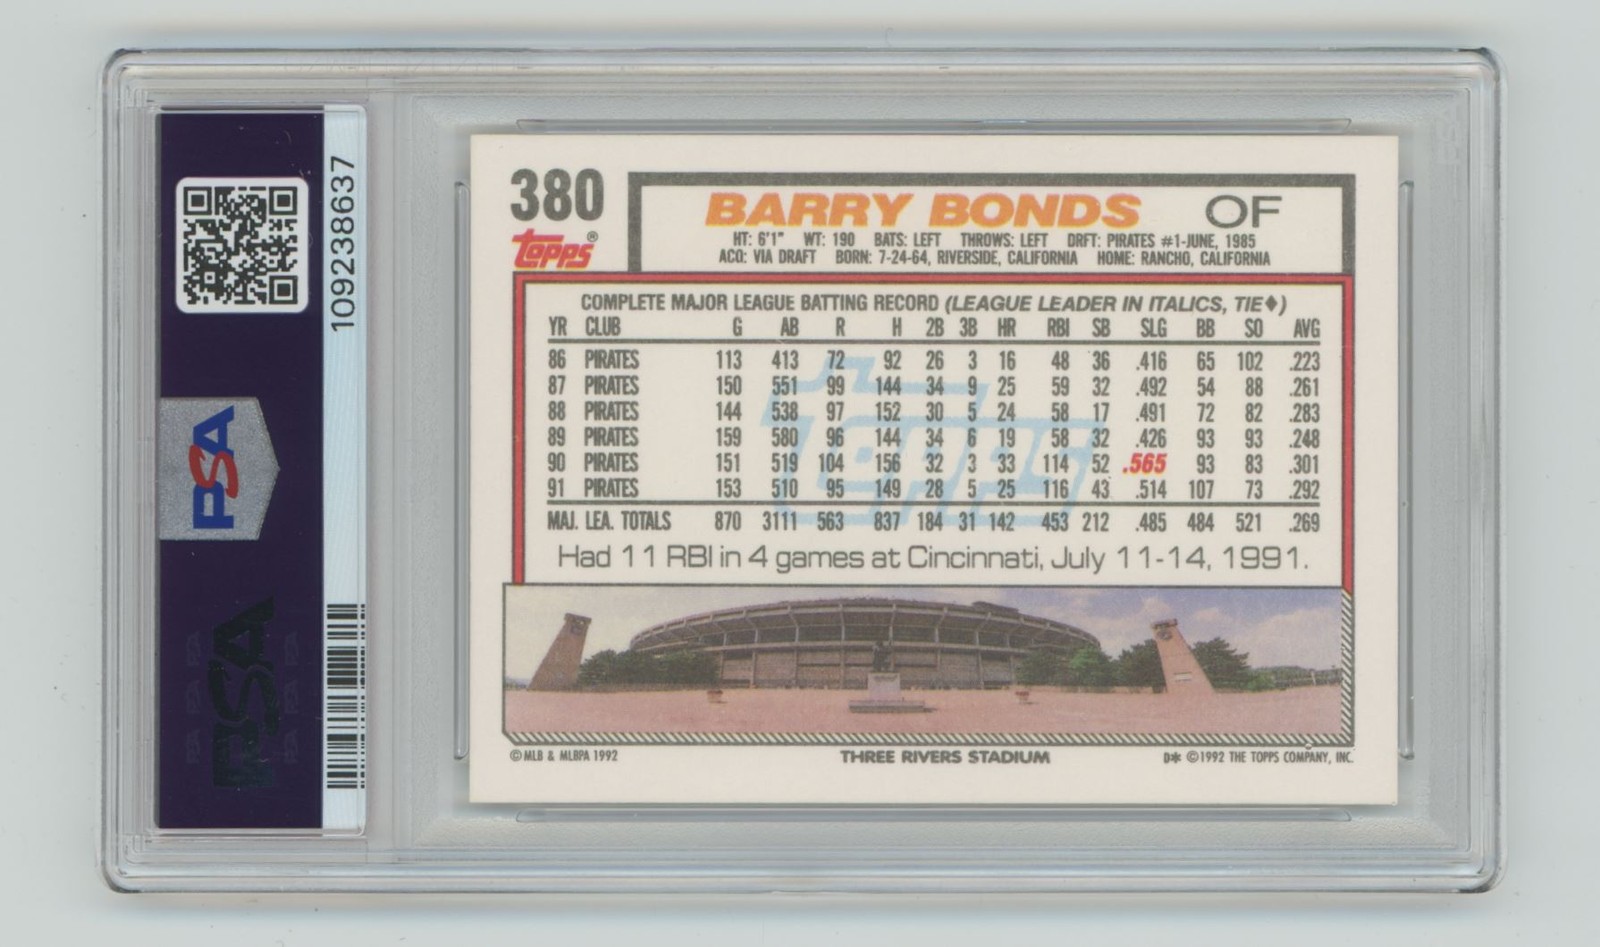 109238637
PSA
PSA
380
topps®
BARRY BONDS OF
HT: 6'1" WT: 190 BATS: LEFT THROWS: LEFT DRFT: PIRATES #1-JUNE, 1985
ACQ: VIA DRAFT BORN: 7-24-64, RIVERSIDE, CALIFORNIA HOME: RANCHO, CALIFORNIA
COMPLETE MAJOR LEAGUE BATTING RECORD (LEAGUE LEADER IN ITALICS, TIE♦)
YR CLUB G AB R H 2B 3B HR RBI SB SLG BB SO AVG
86 PIRATES 113 413 72 92 26 3 16 48 36 .416 65 102 .223
87 PIRATES 150 551 99 144 34 9 25 59 32 .492 54 88 .261
88 PIRATES 144 538 97 152 30 5 24 58 17 .491 72 82 .283
89 PIRATES 159 580 96 144 34 6 19 58 32 .426 93 93 .248
90 PIRATES 151 519 104 156 32 3 33 114 52 .565 93 83 .301
91 PIRATES 153 510 95 149 28 5 25 116 43 .514 107 73 .292
MAJ. LEA. TOTALS 870 3111 563 837 184 31 142 453 212 .485 484 521 .269
topps
Had 11 RBI in 4 games at Cincinnati, July 11-14, 1991.
©MLB & MLBPA 1992 THREE RIVERS STADIUM D* ©1992 THE TOPPS COMPANY, INC.